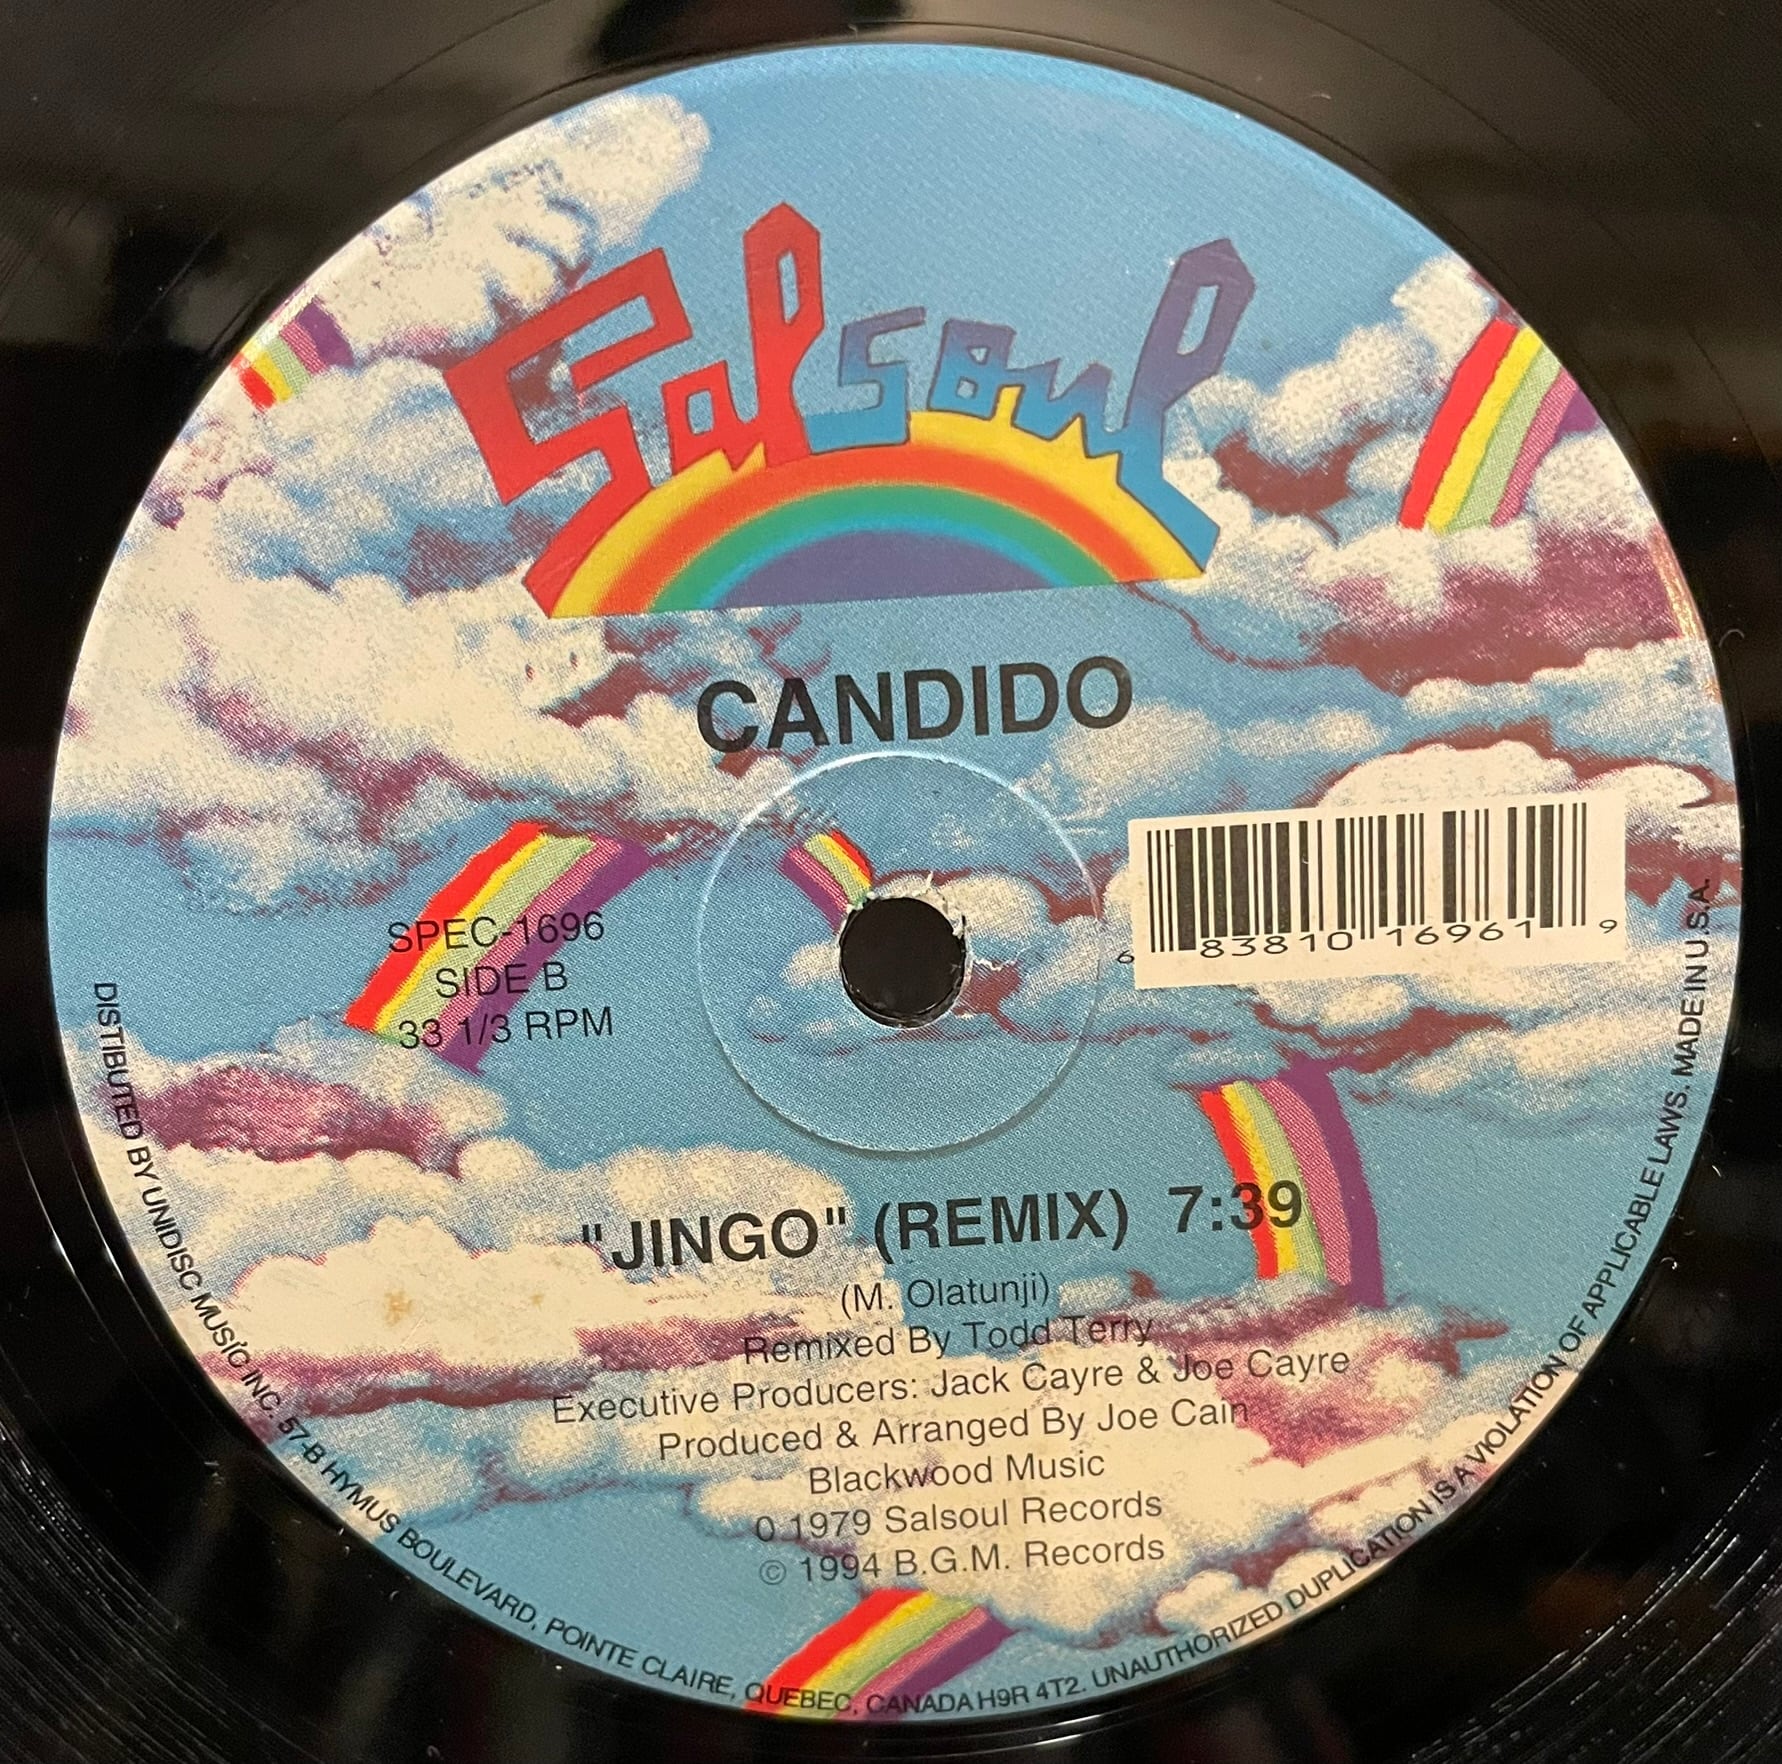 Salsoul
CANDIDO
SPEC-1696
SIDE B
33 1/3 RPM
6 83810 16961 9
"JINGO" (REMIX) 7:39
(M. Olatunji)
Remixed By Todd Terry
Executive Producers: Jack Cayre & Joe Cayre
Produced & Arranged By Joe Cain
Blackwood Music
0 1979 Salsoul Records
© 1994 B.G.M. Records
DISTIBUTED BY UNIDISC MUSIC INC. 57-B HYMUS BOULEVARD, POINTE CLAIRE, QUEBEC, CANADA H9R 4T2. UNAUTHORIZED DUPLICATION IS A VIOLATION OF APPLICABLE LAWS. MADE IN U.S.A.